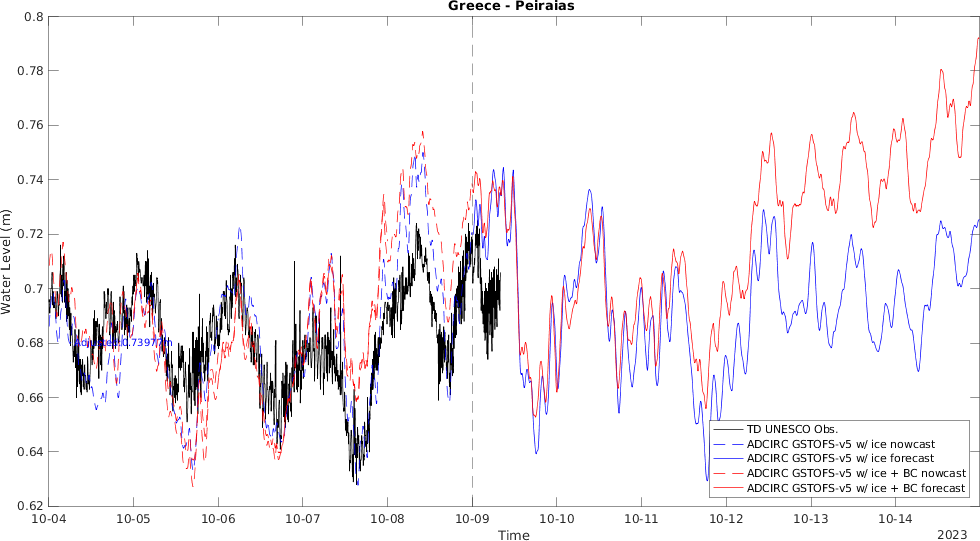 Greece - Peiraias
0.8
0.78
0.76
0.74
0.72
0.7
0.68
0.66
0.64
0.62
Water Level (m)
TD UNESCO Obs.
ADCIRC GSTOFS-v5 w/ ice nowcast
ADCIRC GSTOFS-v5 w/ ice forecast
ADCIRC GSTOFS-v5 w/ ice + BC nowcast
ADCIRC GSTOFS-v5 w/ ice + BC forecast
10-04 10-05 10-06 10-07 10-08 10-09 10-10 10-11 10-12 10-13 10-14
Time
2023